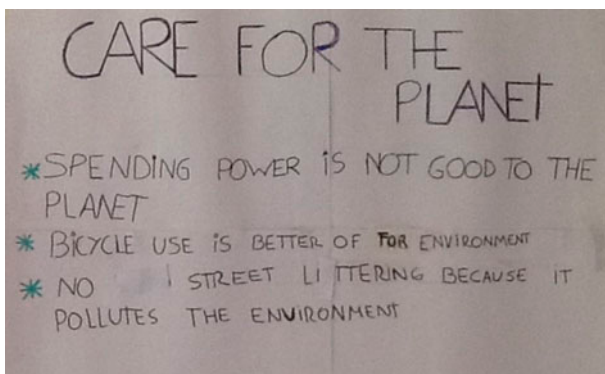 CARE FOR THE
PLANET
* SPENDING POWER iS NOT GOOD TO THE
PLANET
* BiCYCLE USE iS BETTER OF FOR ENVIRONMENT
* NO STREET LITTERING BECAUSE IT
POLLUTES THE ENVIRONMENT